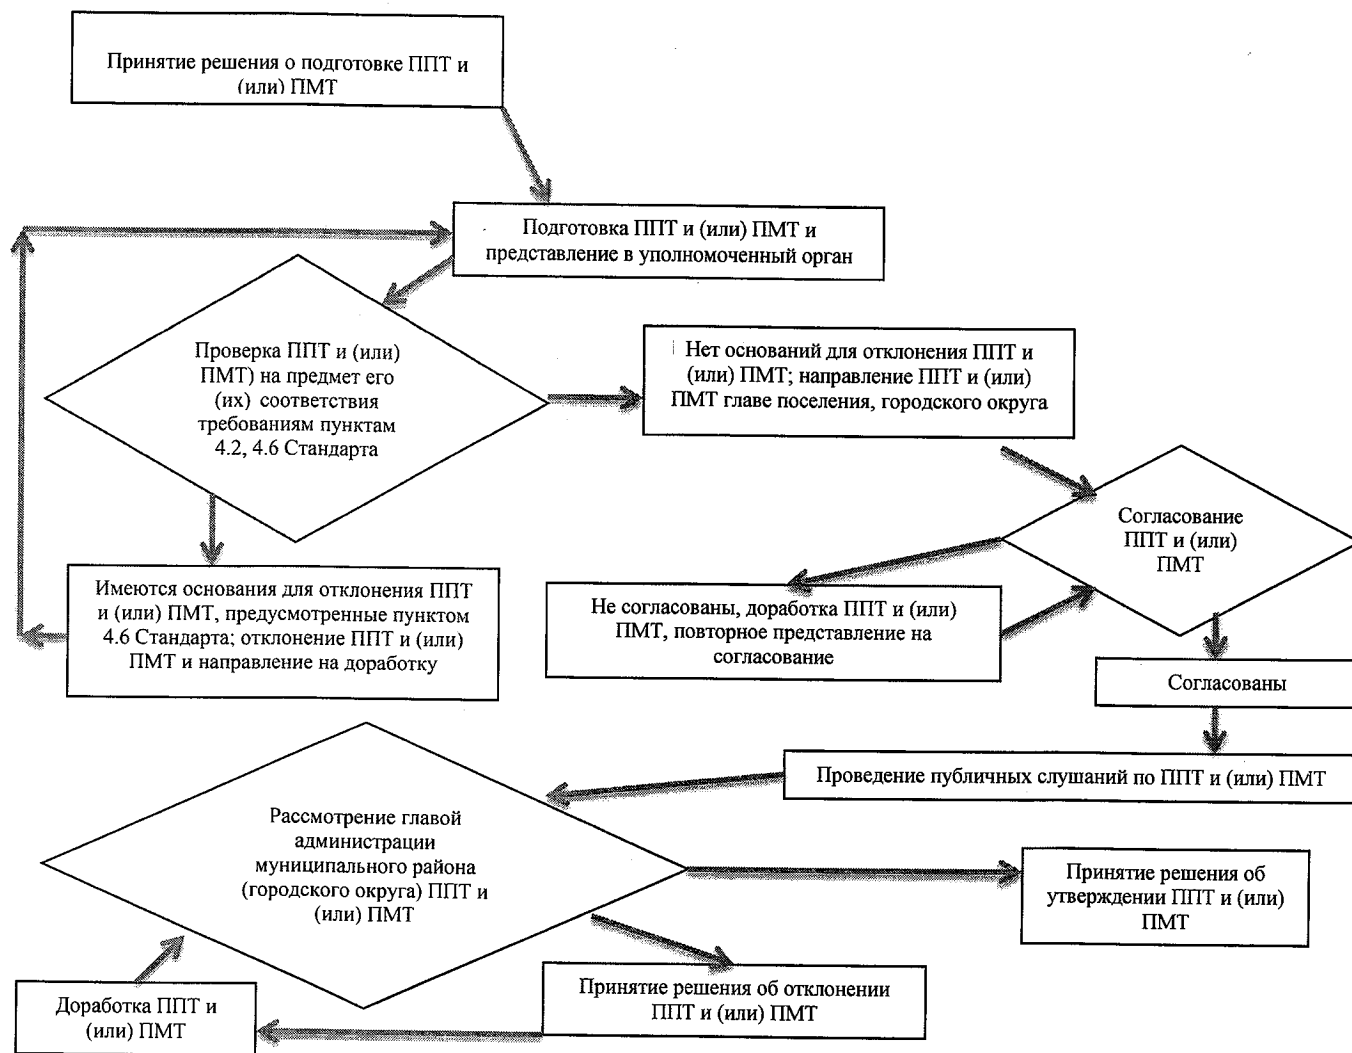 Принятие решения о подготовке ППТ и
(или) ПМТ
Подготовка ППТ и (или) ПМТ и
представление в уполномоченный орган
Проверка ППТ и (или)
ПМТ) на предмет его
(их) соответствия
требованиям пунктам
4.2, 4.6 Стандарта
Нет оснований для отклонения ППТ и
(или) ПМТ; направление ППТ и (или)
ПМТ главе поселения, городского округа
Согласование
ППТ и (или)
ПМТ
Имеются основания для отклонения ППТ
и (или) ПМТ, предусмотренные пунктом
4.6 Стандарта; отклонение ППТ и (или)
ПМТ и направление на доработку
Не согласованы, доработка ППТ и (или)
ПМТ, повторное представление на
согласование
Согласованы
Проведение публичных слушаний по ППТ и (или) ПМТ
Рассмотрение главой
администрации
муниципального района
(городского округа) ППТ и
(или) ПМТ
Принятие решения об
утверждении ППТ и (или)
ПМТ
Принятие решения об отклонении
ППТ и (или) ПМТ
Доработка ППТ и
(или) ПМТ